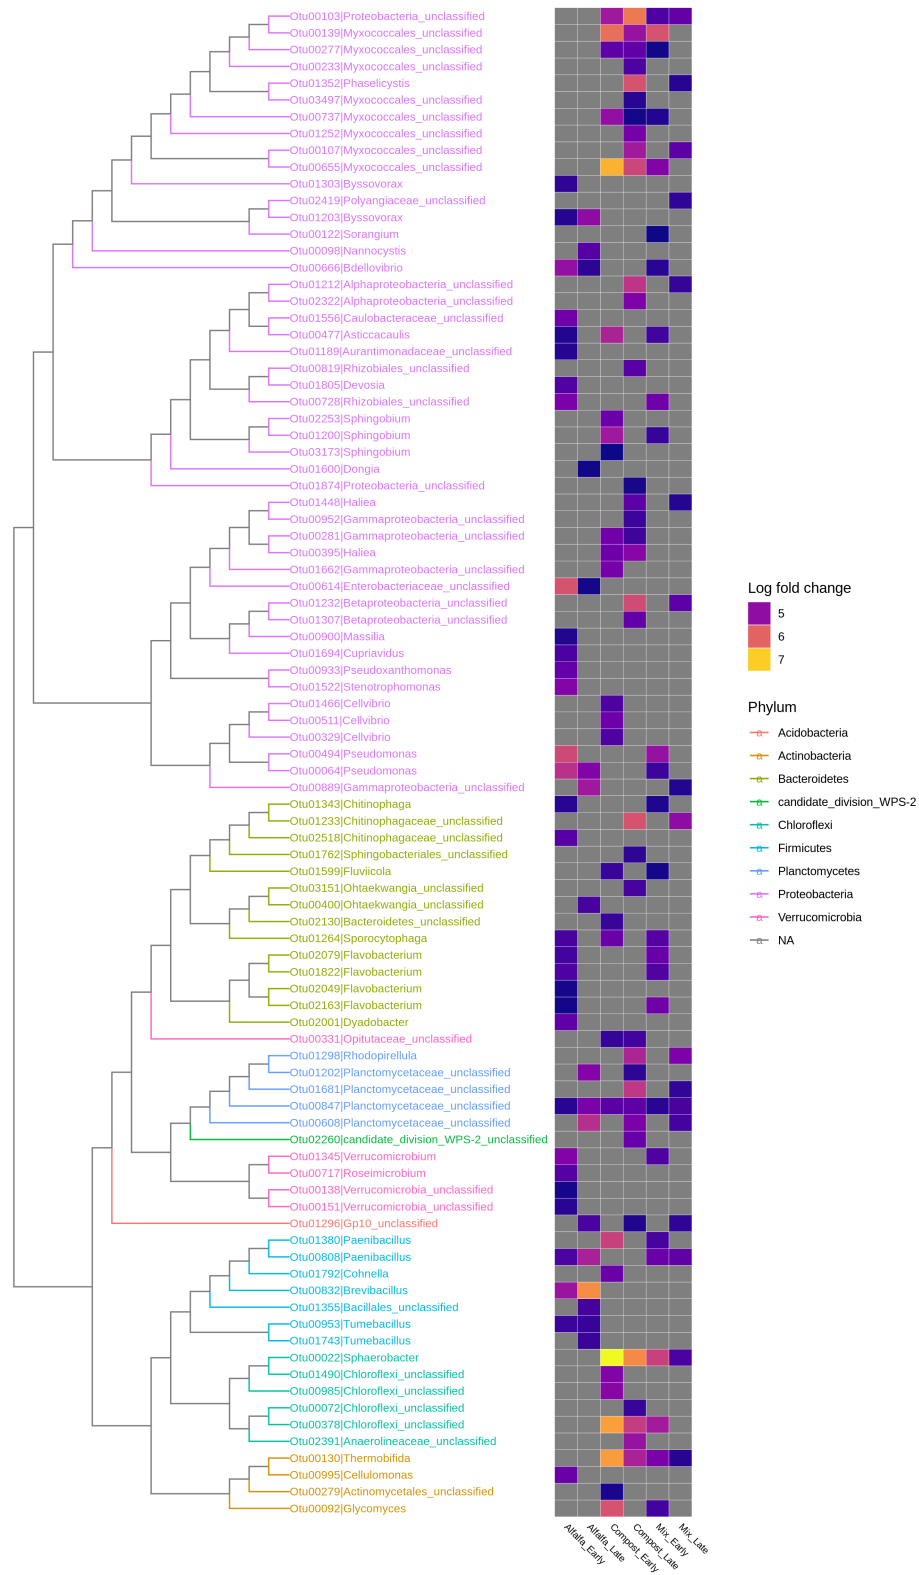 Otu00103|Proteobacteria_unclassified
Otu00139|Myxococcales_unclassified
Otu00277|Myxococcales_unclassified
Otu00233|Myxococcales_unclassified
Otu01352|Phaselicystis
Otu03497|Myxococcales_unclassified
Otu00737|Myxococcales_unclassified
Otu01252|Myxococcales_unclassified
Otu00107|Myxococcales_unclassified
Otu00655|Myxococcales_unclassified
Otu01303|Byssovorax
Otu02419|Polyangiaceae_unclassified
Otu01203|Byssovorax
Otu00122|Sorangium
Otu00098|Nannocystis
Otu00666|Bdellovibrio
Otu01212|Alphaproteobacteria_unclassified
Otu02322|Alphaproteobacteria_unclassified
Otu01556|Caulobacteraceae_unclassified
Otu00477|Asticcacaulis
Otu01189|Aurantimonadaceae_unclassified
Otu00819|Rhizobiales_unclassified
Otu01805|Devosia
Otu00728|Rhizobiales_unclassified
Otu02253|Sphingobium
Otu01200|Sphingobium
Otu03173|Sphingobium
Otu01600|Dongia
Otu01874|Proteobacteria_unclassified
Otu01448|Haliea
Otu00952|Gammaproteobacteria_unclassified
Otu00281|Gammaproteobacteria_unclassified
Otu00395|Haliea
Otu01662|Gammaproteobacteria_unclassified
Otu00614|Enterobacteriaceae_unclassified
Otu01232|Betaproteobacteria_unclassified
Otu01307|Betaproteobacteria_unclassified
Otu00900|Massilia
Otu01694|Cupriavidus
Otu00933|Pseudoxanthomonas
Otu01522|Stenotrophomonas
Otu01466|Cellvibrio
Otu00511|Cellvibrio
Otu00329|Cellvibrio
Otu00494|Pseudomonas
Otu00064|Pseudomonas
Otu00889|Gammaproteobacteria_unclassified
Otu01343|Chitinophaga
Otu01233|Chitinophagaceae_unclassified
Otu02518|Chitinophagaceae_unclassified
Otu01762|Sphingobacteriales_unclassified
Otu01599|Fluviicola
Otu03151|Ohtaekwangia_unclassified
Otu00400|Ohtaekwangia_unclassified
Otu02130|Bacteroidetes_unclassified
Otu01264|Sporocytophaga
Otu02079|Flavobacterium
Otu01822|Flavobacterium
Otu02049|Flavobacterium
Otu02163|Flavobacterium
Otu02001|Dyadobacter
Otu00331|Opitutaceae_unclassified
Otu01298|Rhodopirellula
Otu01202|Planctomycetaceae_unclassified
Otu01681|Planctomycetaceae_unclassified
Otu00847|Planctomycetaceae_unclassified
Otu00608|Planctomycetaceae_unclassified
Otu02260|candidate_division_WPS-2_unclassified
Otu01345|Verrucomicrobium
Otu00717|Roseimicrobium
Otu00138|Verrucomicrobia_unclassified
Otu00151|Verrucomicrobia_unclassified
Otu01296|Gp10_unclassified
Otu01380|Paenibacillus
Otu00808|Paenibacillus
Otu01792|Cohnella
Otu00832|Brevibacillus
Otu01355|Bacillales_unclassified
Otu00953|Tumebacillus
Otu01743|Tumebacillus
Otu00022|Sphaerobacter
Otu01490|Chloroflexi_unclassified
Otu00985|Chloroflexi_unclassified
Otu00072|Chloroflexi_unclassified
Otu00378|Chloroflexi_unclassified
Otu02391|Anaerolineaceae_unclassified
Otu00130|Thermobifida
Otu00995|Cellulomonas
Otu00279|Actinomycetales_unclassified
Otu00092|Glycomyces
Alfalfa_Early
Alfalfa_Late
Compost_Early
Compost_Late
Mix_Early
Mix_Late
Log fold change
5
6
7
Phylum
a Acidobacteria
a Actinobacteria
a Bacteroidetes
a candidate_division_WPS-2
a Chloroflexi
a Firmicutes
a Planctomycetes
a Proteobacteria
a Verrucomicrobia
a NA